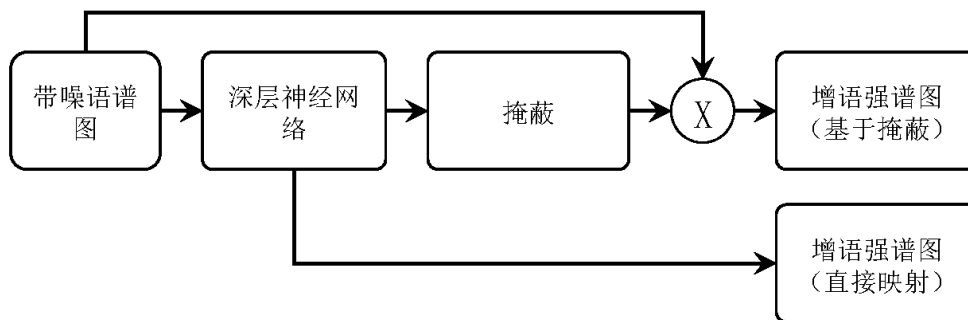 带噪语谱
图
深层神经网
络
掩蔽
X
增语强谱图
（基于掩蔽）
增语强谱图
（直接映射）